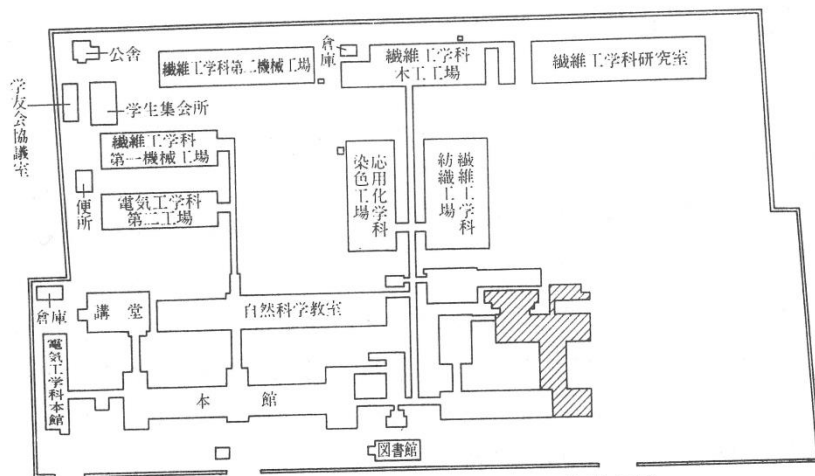 公舎
繊維工学科第二機械工場
倉庫
繊維工学科
木工工場
繊維工学科研究室
学友会協議室
学生集会所
繊維工学科
第一機械工場
便所
電気工学科
第二工場
応用化学科
染色工場
繊維工学科
紡織工場
倉庫
講堂
自然科学教室
電気工学科本館
本館
図書館